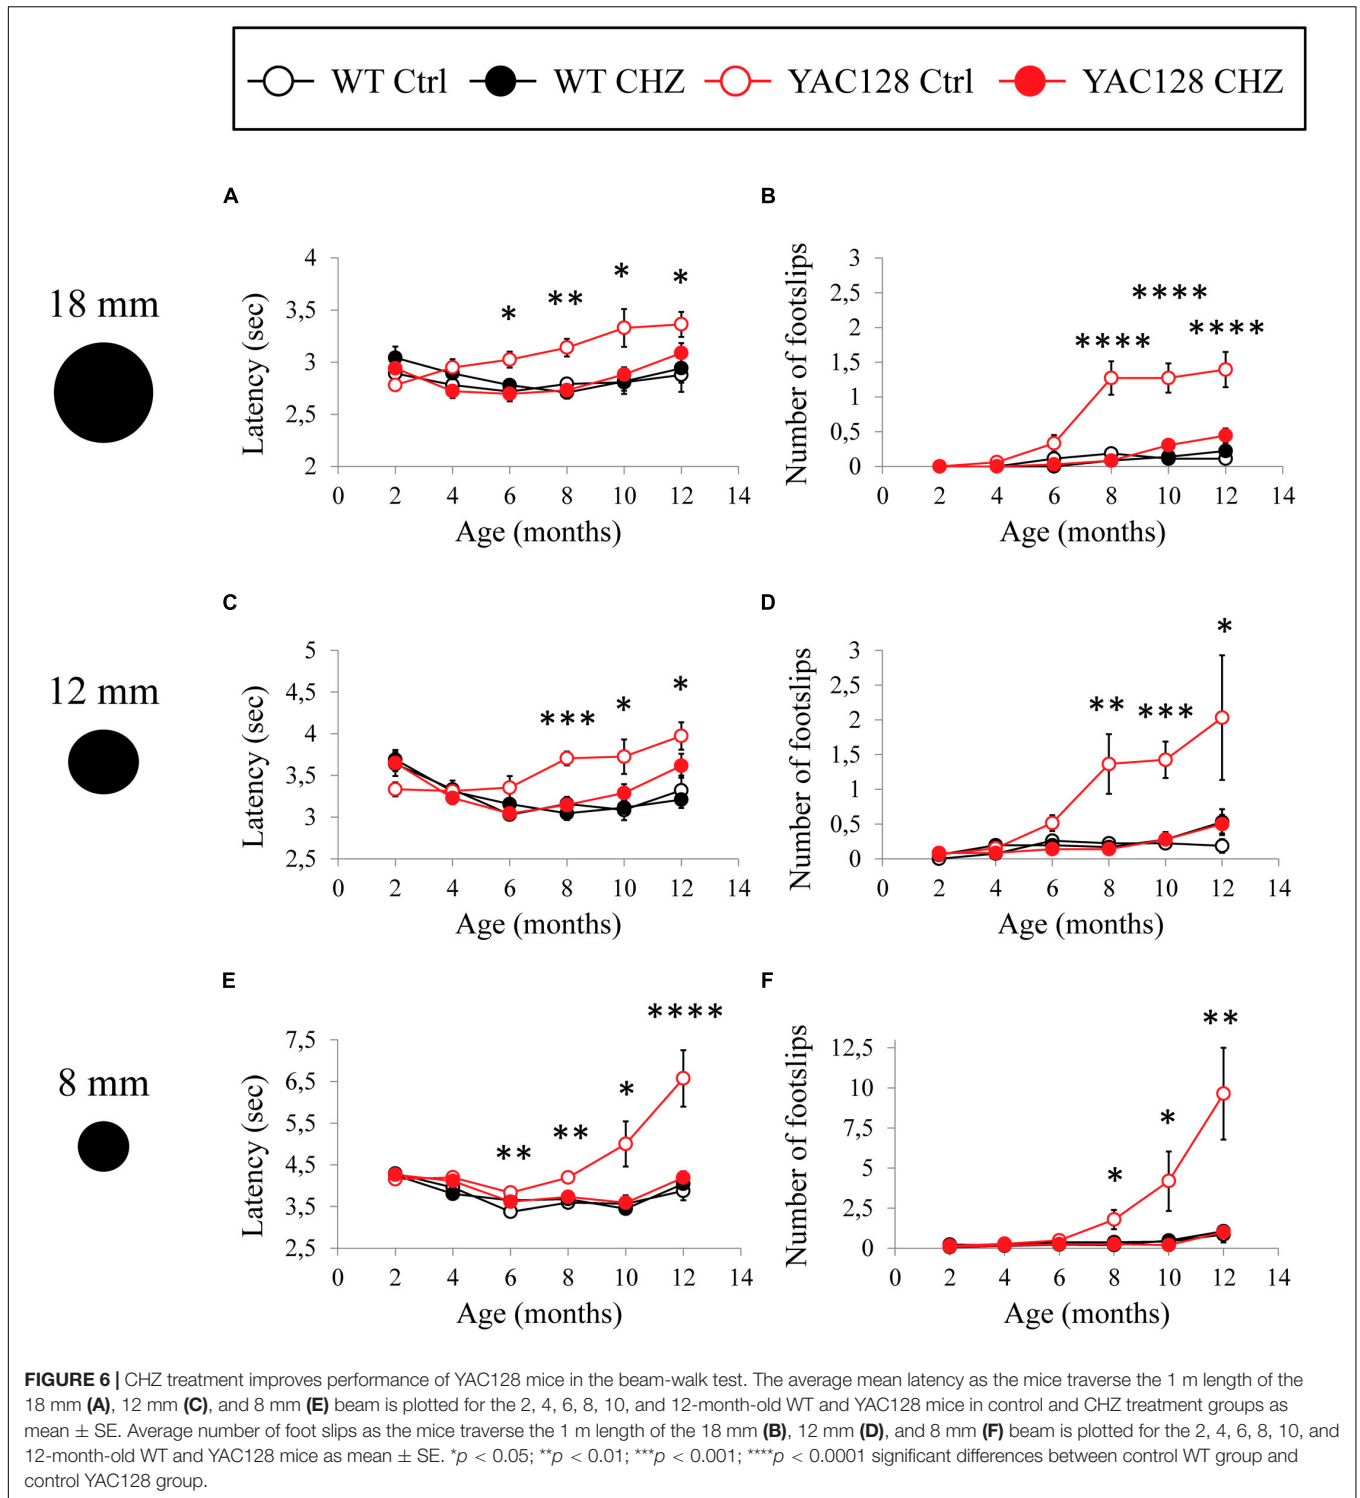 WT Ctrl WT CHZ YAC128 Ctrl YAC128 CHZ
A
B
18 mm
Latency (sec)
4
3,5
3
2,5
2
* ** * *
0 2 4 6 8 10 12 14
Age (months)
Number of footslips
3
2,5
2
1,5
1
0,5
0
**** **** ****
0 2 4 6 8 10 12 14
Age (months)
C
D
12 mm
Latency (sec)
5
4,5
4
3,5
3
2,5
*** * *
0 2 4 6 8 10 12 14
Age (months)
Number of footslips
3
2,5
2
1,5
1
0,5
0
** *** *
0 2 4 6 8 10 12 14
Age (months)
E
F
8 mm
Latency (sec)
7,5
6,5
5,5
4,5
3,5
2,5
** ** * ****
0 2 4 6 8 10 12 14
Age (months)
Number of footslips
12,5
10
7,5
5
2,5
0
* * **
0 2 4 6 8 10 12 14
Age (months)
FIGURE 6 | CHZ treatment improves performance of YAC128 mice in the beam-walk test. The average mean latency as the mice traverse the 1 m length of the
18 mm (A), 12 mm (C), and 8 mm (E) beam is plotted for the 2, 4, 6, 8, 10, and 12-month-old WT and YAC128 mice in control and CHZ treatment groups as
mean ± SE. Average number of foot slips as the mice traverse the 1 m length of the 18 mm (B), 12 mm (D), and 8 mm (F) beam is plotted for the 2, 4, 6, 8, 10, and
12-month-old WT and YAC128 mice as mean ± SE. *p < 0.05; **p < 0.01; ***p < 0.001; ****p < 0.0001 significant differences between control WT group and
control YAC128 group.